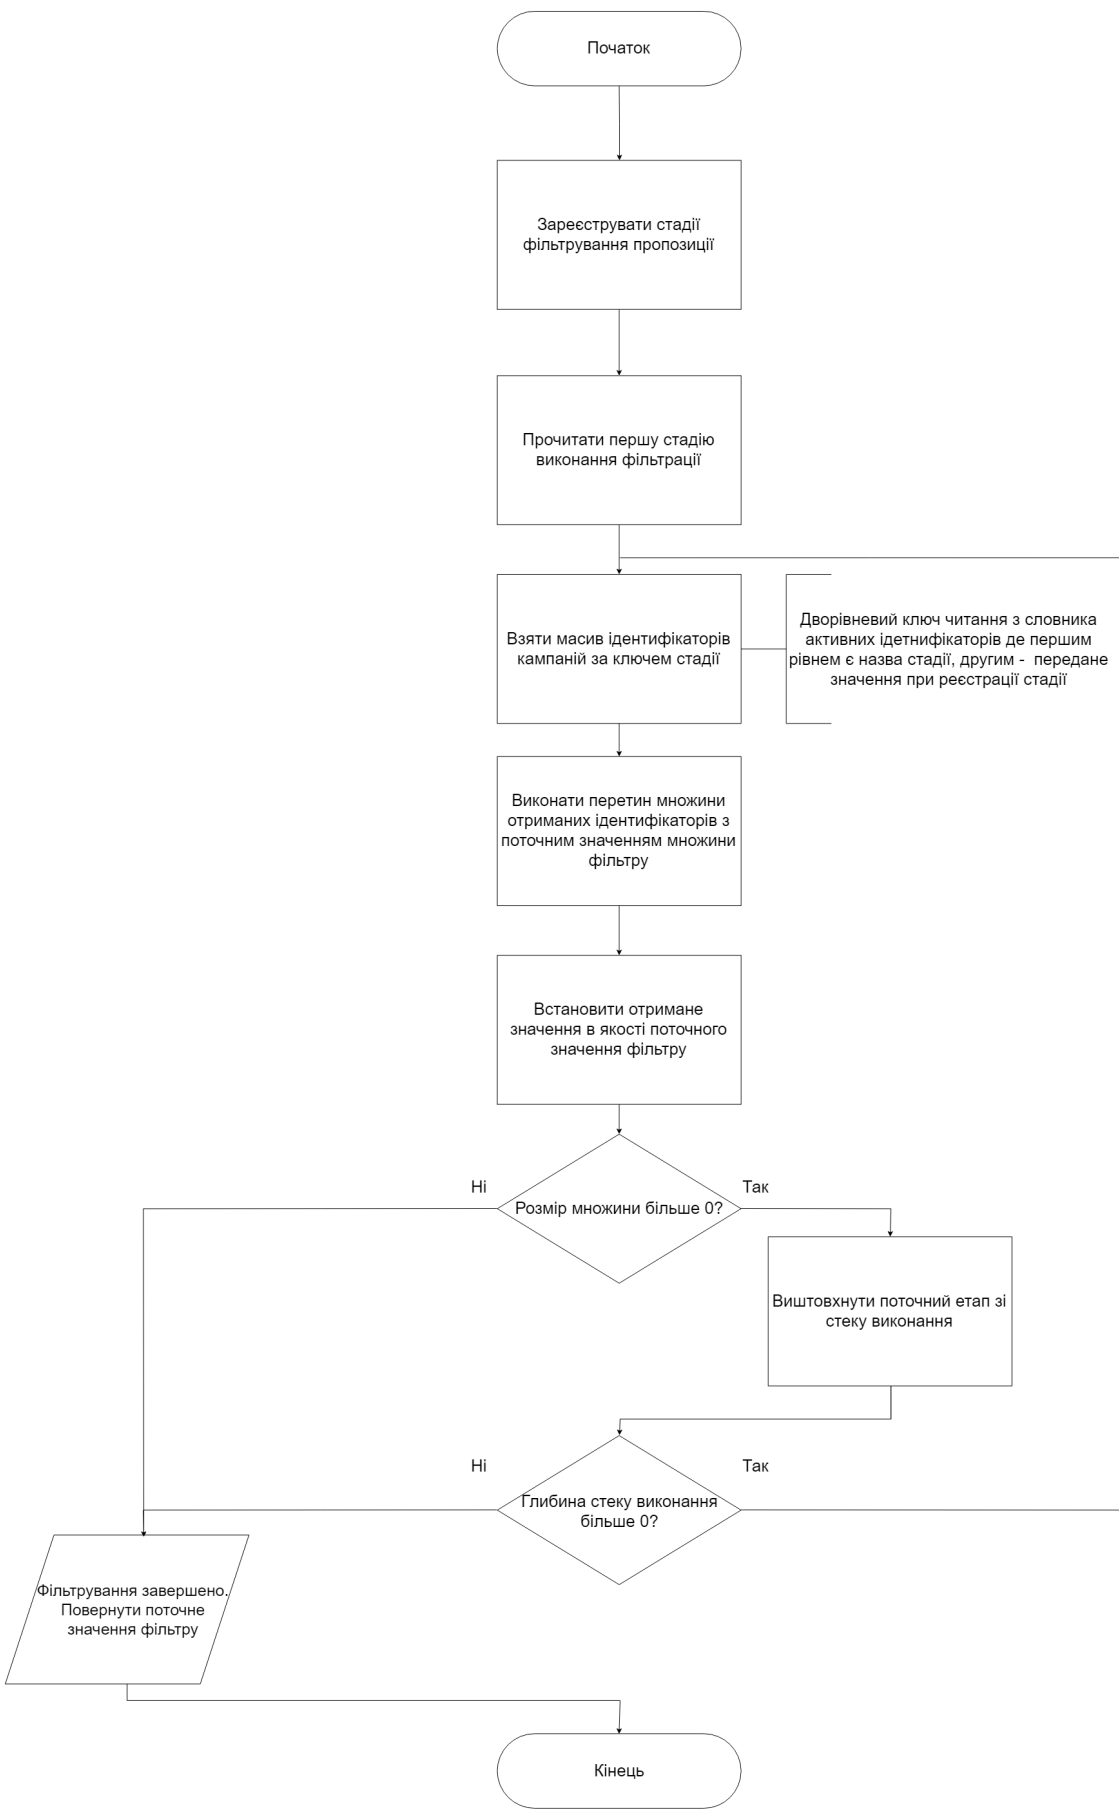 Початок
Зареєструвати стадії
фільтрування пропозиції
Прочитати першу стадію
виконання фільтрації
Взяти масив ідентифікаторів
кампаній за ключем стадії
Дворівневий ключ читання з словника
активних ідетнифікаторів де першим
рівнем є назва стадії, другим - передане
значення при реєстрації стадії
Виконати перетин множини
отриманих ідентифікаторів з
поточним значенням множини
фільтру
Встановити отримане
значення в якості поточного
значення фільтру
Ні
Так
Розмір множини більше 0?
Виштовхнути поточний етап зі
стеку виконання
Ні
Так
Глибина стеку виконання
більше 0?
Фільтрування завершено.
Повернути поточне
значення фільтру
Кінець